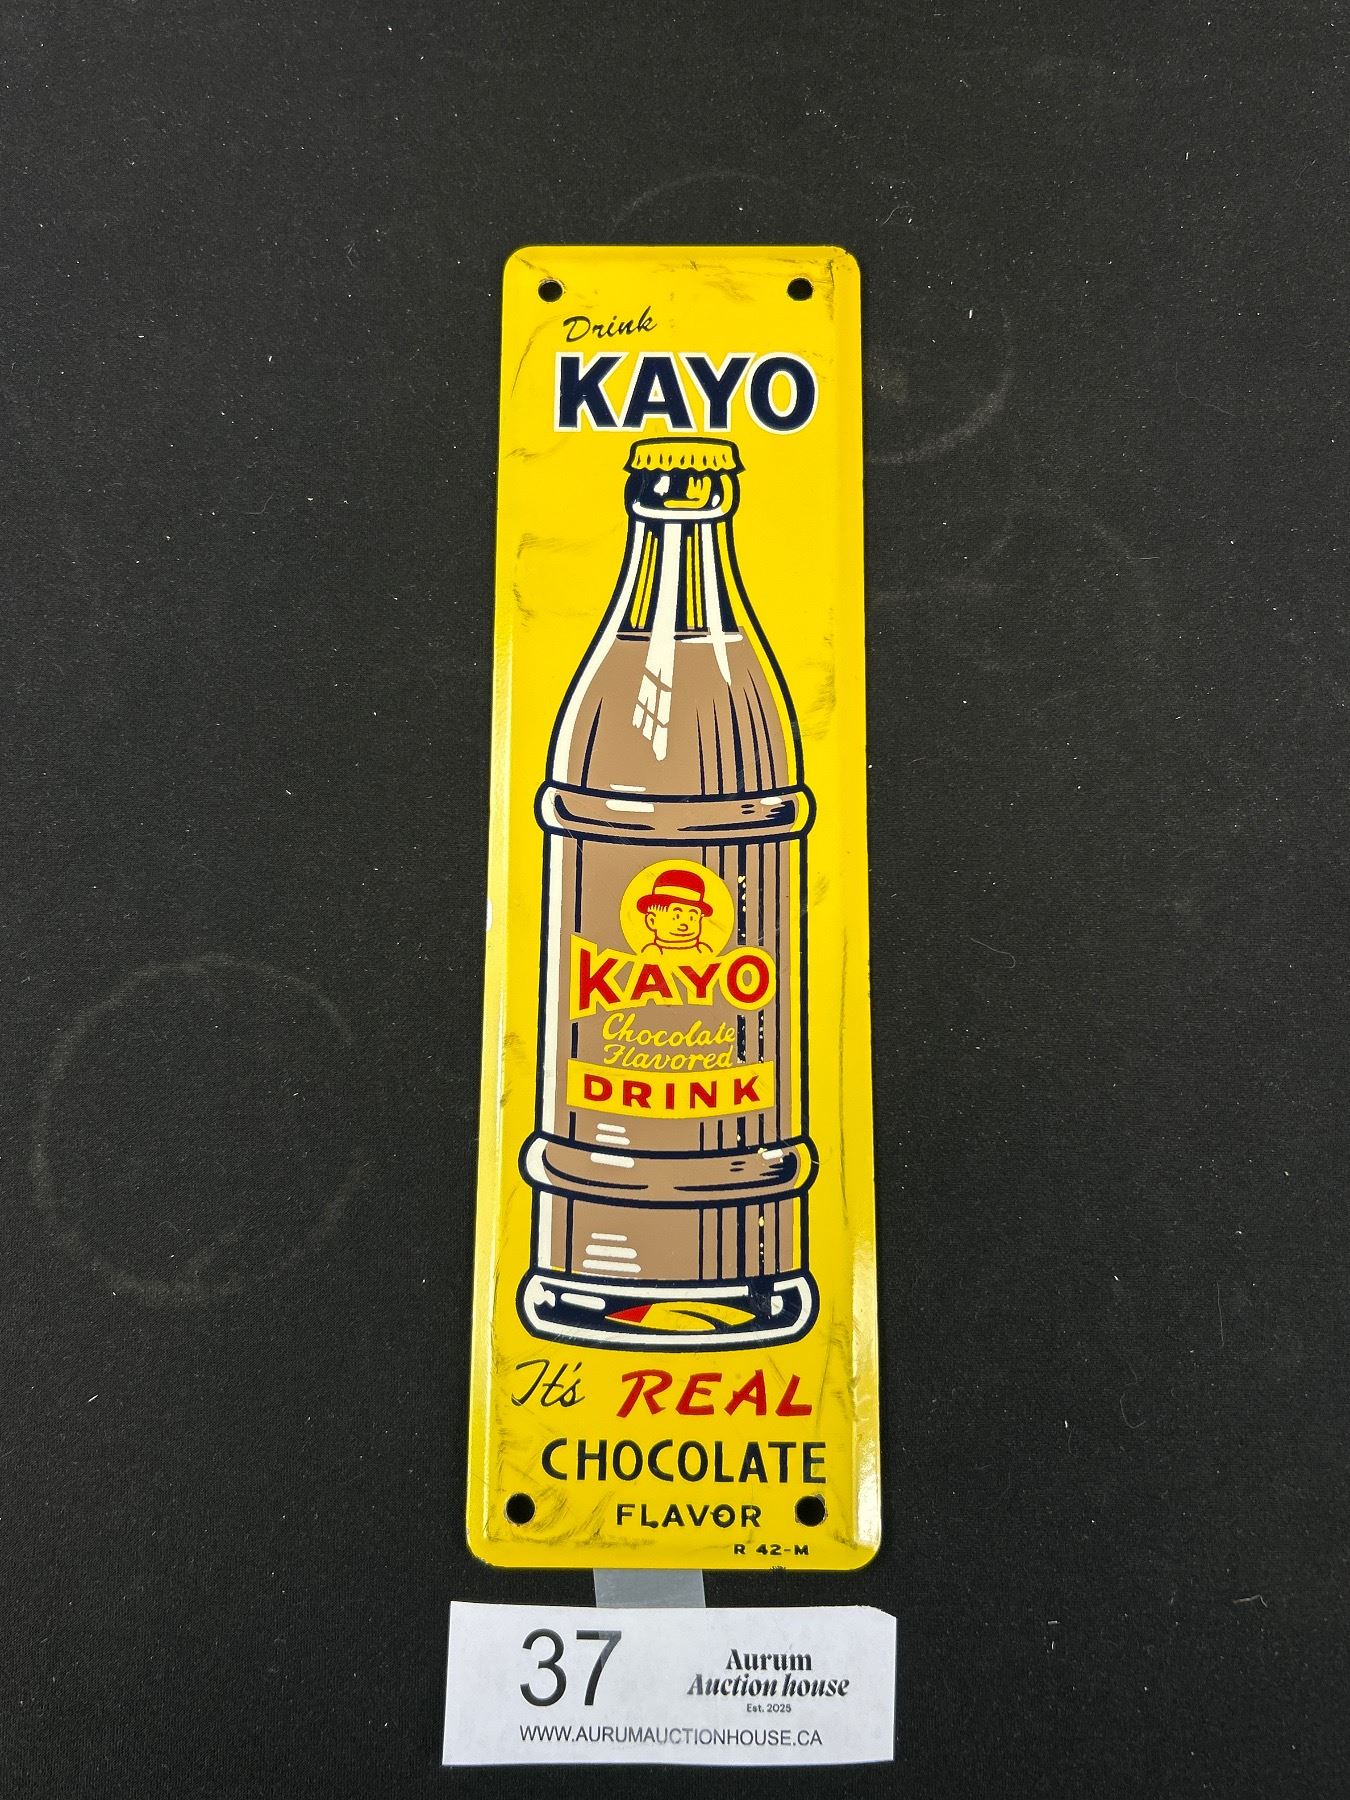 Drink
KAYO
KAYO
Chocolate
Flavored
DRINK
It's REAL
CHOCOLATE
FLAVOR
R 42-M
37
Aurum
Auction house
Est. 2025
WWW.AURUMAUCTIONHOUSE.CA